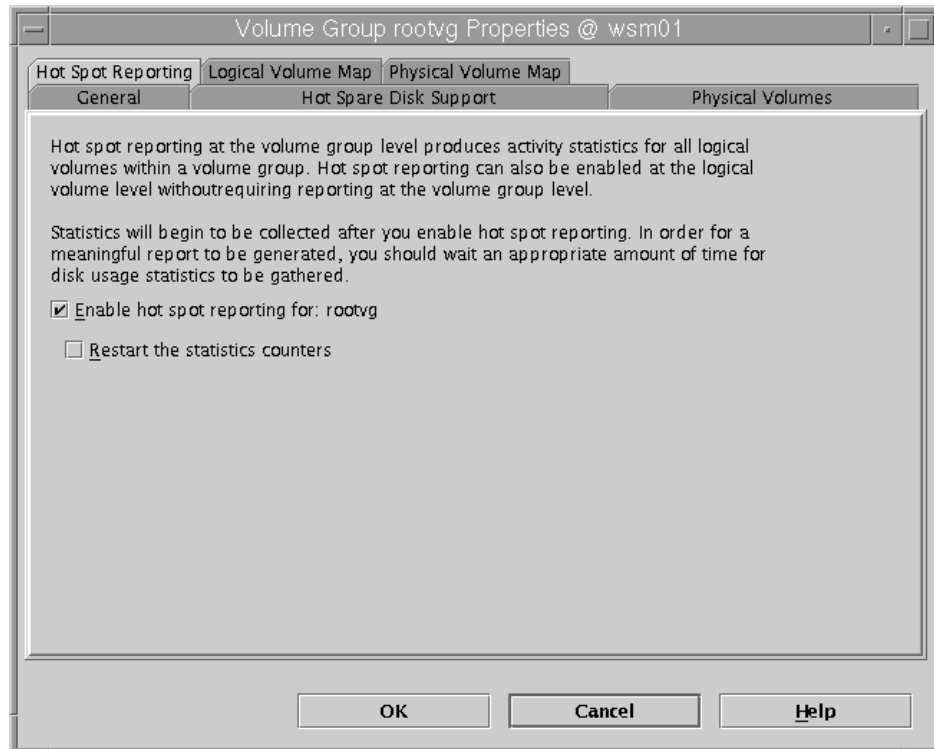 Volume Group rootvg Properties @ wsm01
Hot Spot Reporting Logical Volume Map Physical Volume Map
General Hot Spare Disk Support Physical Volumes
Hot spot reporting at the volume group level produces activity statistics for all logical
volumes within a volume group. Hot spot reporting can also be enabled at the logical
volume level withoutrequiring reporting at the volume group level.
Statistics will begin to be collected after you enable hot spot reporting. In order for a
meaningful report to be generated, you should wait an appropriate amount of time for
disk usage statistics to be gathered.
Enable hot spot reporting for: rootvg
Restart the statistics counters
OK Cancel Help